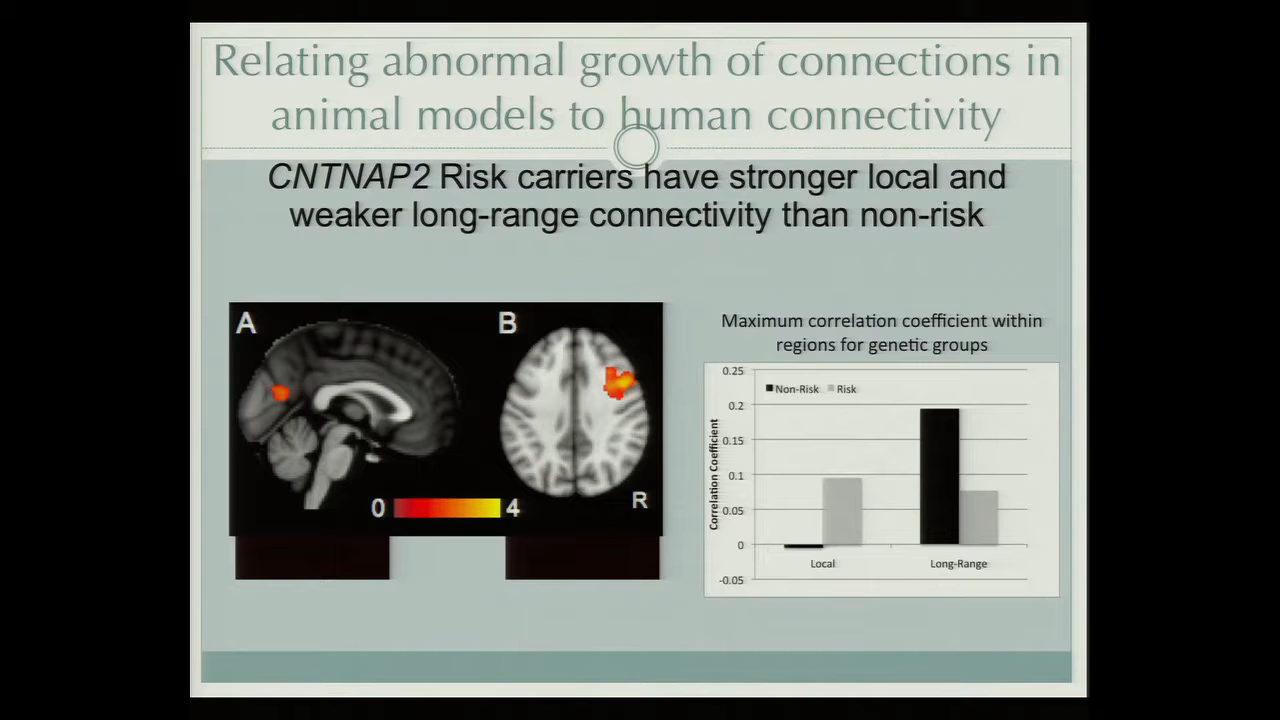 Relating abnormal growth of connections in
animal models to human connectivity
CNTNAP2 Risk carriers have stronger local and
weaker long-range connectivity than non-risk
A
B
R
0
4
Maximum correlation coefficient within
regions for genetic groups
Non-Risk
Risk
Correlation Coefficient
0.25
0.2
0.15
0.1
0.05
0
-0.05
Local
Long-Range